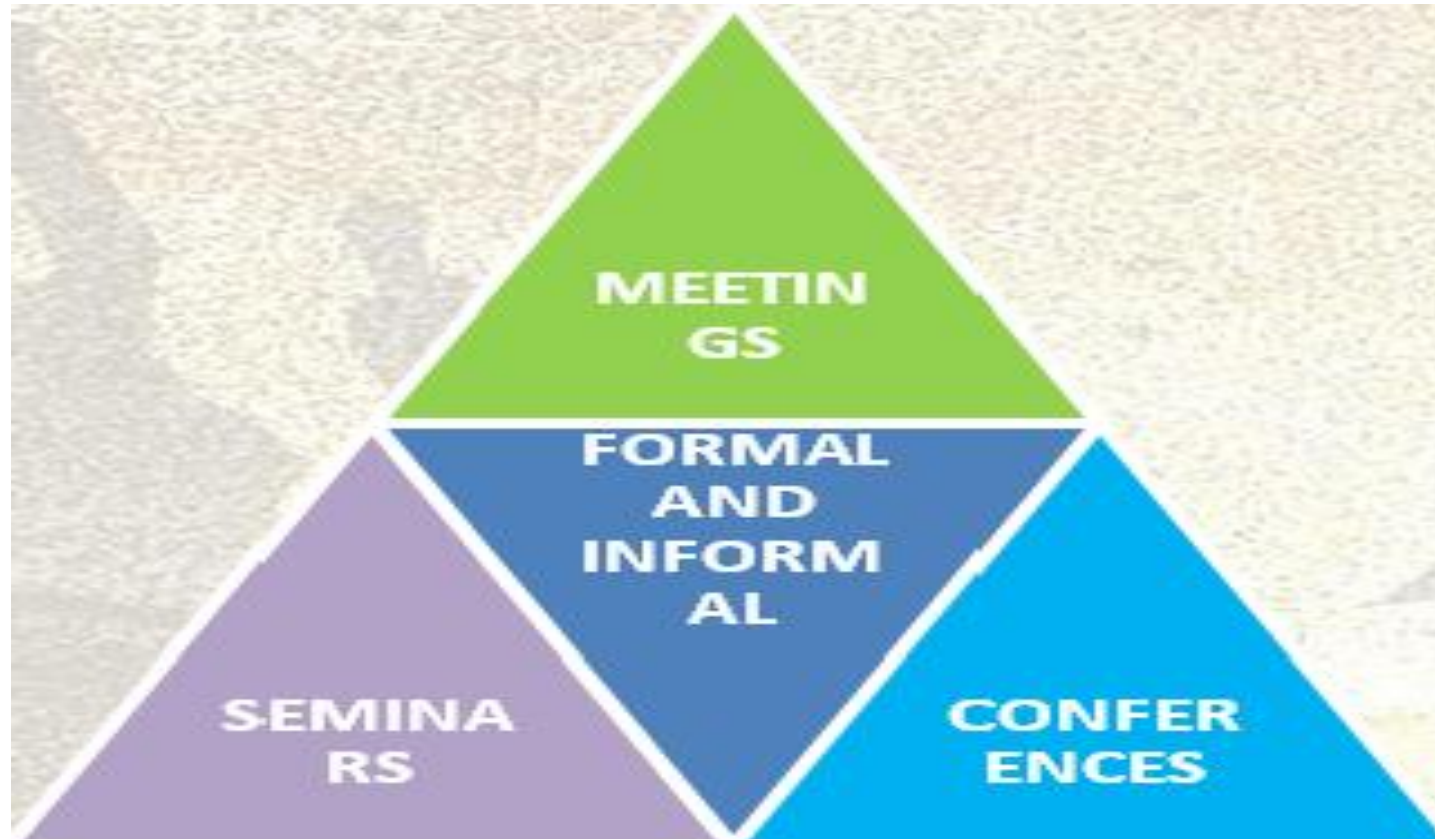 MEETIN
GS
FORMAL
AND
INFORM
AL
SEMINA
RS
CONFER
ENCES